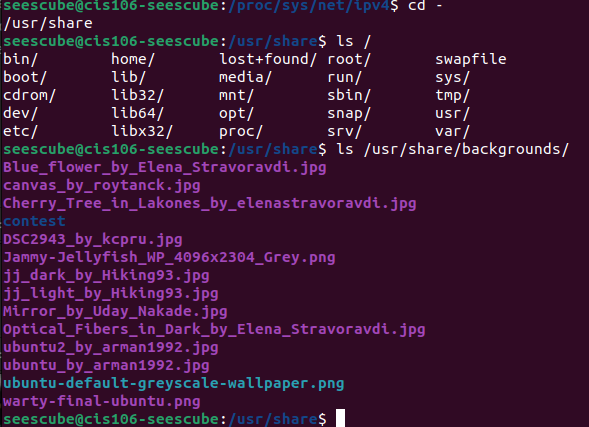 seescube@cis106-seescube:/proc/sys/net/ipv4$ cd -
/usr/share
seescube@cis106-seescube:/usr/share$ ls /
bin/ home/ lost+found/ root/ swapfile
boot/ lib/ media/ run/ sys/
cdrom/ lib32/ mnt/ sbin/ tmp/
dev/ lib64/ opt/ snap/ usr/
etc/ libx32/ proc/ srv/ var/
seescube@cis106-seescube:/usr/share$ ls /usr/share/backgrounds/
Blue_flower_by_Elena_Stravoravdi.jpg
canvas_by_roytanck.jpg
Cherry_Tree_in_Lakones_by_elenastravoravdi.jpg
contest
DSC2943_by_kcpru.jpg
Jammy-Jellyfish_WP_4096x2304_Grey.png
jj_dark_by_Hiking93.jpg
jj_light_by_Hiking93.jpg
Mirror_by_Uday_Nakade.jpg
Optical_Fibers_in_Dark_by_Elena_Stravoravdi.jpg
ubuntu2_by_arman1992.jpg
ubuntu_by_arman1992.jpg
ubuntu-default-greyscale-wallpaper.png
warty-final-ubuntu.png
seescube@cis106-seescube:/usr/share$